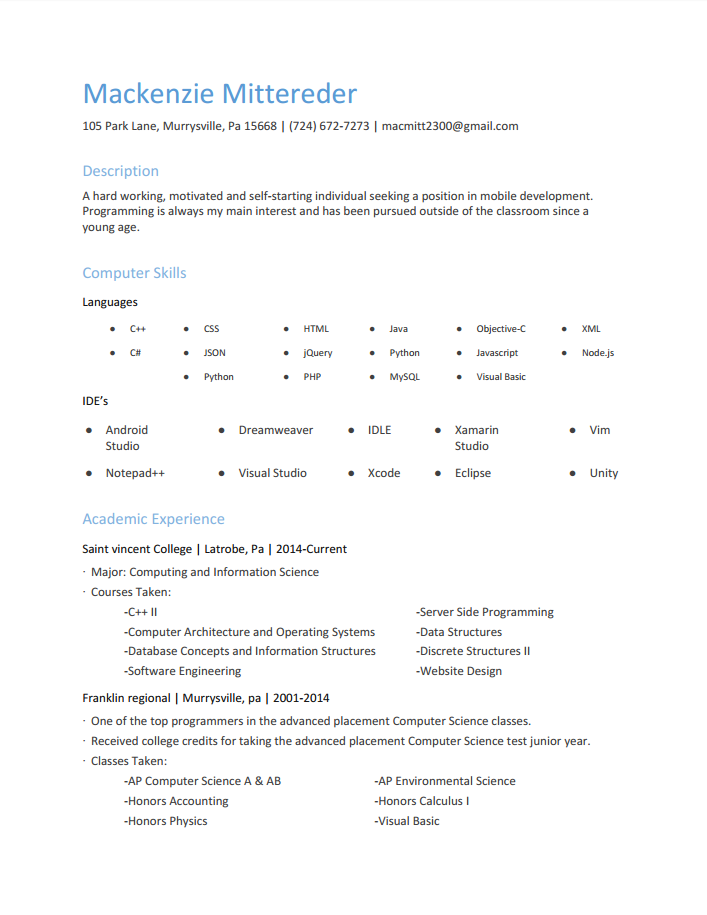 Mackenzie Mittereder
105 Park Lane, Murrysville, Pa 15668 | (724) 672-7273 | macmitt2300@gmail.com
Description
A hard working, motivated and self-starting individual seeking a position in mobile development.
Programming is always my main interest and has been pursued outside of the classroom since a
young age.
Computer Skills
Languages
● C++ ● CSS ● HTML ● Java ● Objective-C ● XML
● C# ● JSON ● jQuery ● Python ● Javascript ● Node.js
● Python ● PHP ● MySQL ● Visual Basic
IDE’s
● Android Studio ● Dreamweaver ● IDLE ● Xamarin Studio ● Vim
● Notepad++ ● Visual Studio ● Xcode ● Eclipse ● Unity
Academic Experience
Saint vincent College | Latrobe, Pa | 2014-Current
· Major: Computing and Information Science
· Courses Taken:
-C++ II -Server Side Programming
-Computer Architecture and Operating Systems -Data Structures
-Database Concepts and Information Structures -Discrete Structures II
-Software Engineering -Website Design
Franklin regional | Murrysville, pa | 2001-2014
· One of the top programmers in the advanced placement Computer Science classes.
· Received college credits for taking the advanced placement Computer Science test junior year.
· Classes Taken:
-AP Computer Science A & AB -AP Environmental Science
-Honors Accounting -Honors Calculus I
-Honors Physics -Visual Basic